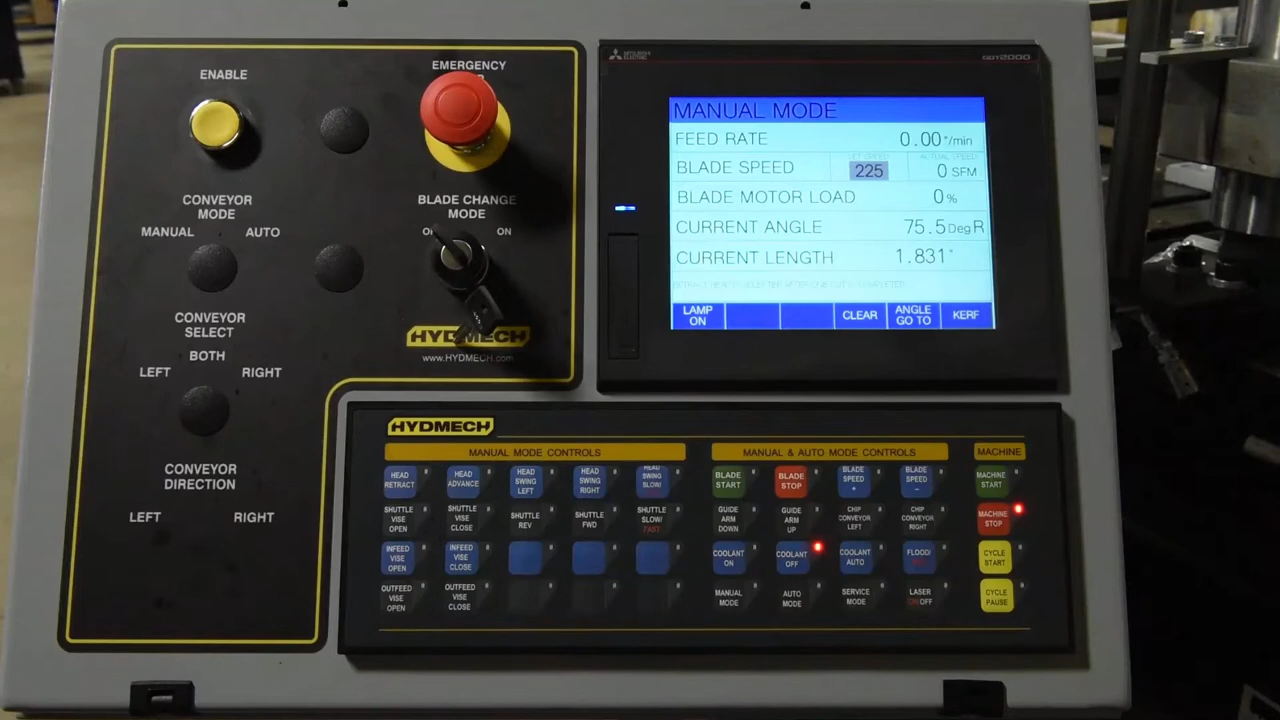 ENABLE
EMERGENCY
CONVEYOR
MODE
MANUAL AUTO
BLADE CHANGE
MODE
ON
CONVEYOR
SELECT
BOTH
LEFT RIGHT
HYDMECH
www.HYDMECH.com
CONVEYOR
DIRECTION
LEFT RIGHT
MITSUBISHI
ELECTRIC
GOT2000
MANUAL MODE
FEED RATE 0.00"/min
BLADE SPEED 225 0 SFM
BLADE MOTOR LOAD 0%
CURRENT ANGLE 75.5 Deg R
CURRENT LENGTH 1.831"
LAMP
ON
CLEAR
ANGLE
GO TO
KERF
HYDMECH
MANUAL MODE CONTROLS
HEAD
RETRACT
HEAD
ADVANCE
HEAD
SWING
LEFT
HEAD
SWING
RIGHT
HEAD
SWING
SLOW/
SHUTTLE
VISE
OPEN
SHUTTLE
VISE
CLOSE
SHUTTLE
REV
SHUTTLE
FWD
SHUTTLE
SLOW/
FAST
INFEED
VISE
OPEN
INFEED
VISE
CLOSE
OUTFEED
VISE
OPEN
OUTFEED
VISE
CLOSE
MANUAL & AUTO MODE CONTROLS
BLADE
START
BLADE
STOP
BLADE
SPEED
+
BLADE
SPEED
-
GUIDE
ARM
DOWN
GUIDE
ARM
UP
CHIP
CONVEYOR
LEFT
CHIP
CONVEYOR
RIGHT
COOLANT
ON
COOLANT
OFF
COOLANT
AUTO
FLOOD/
MANUAL
MODE
AUTO
MODE
SERVICE
MODE
LASER
ON/OFF
MACHINE
MACHINE
START
MACHINE
STOP
CYCLE
START
CYCLE
PAUSE